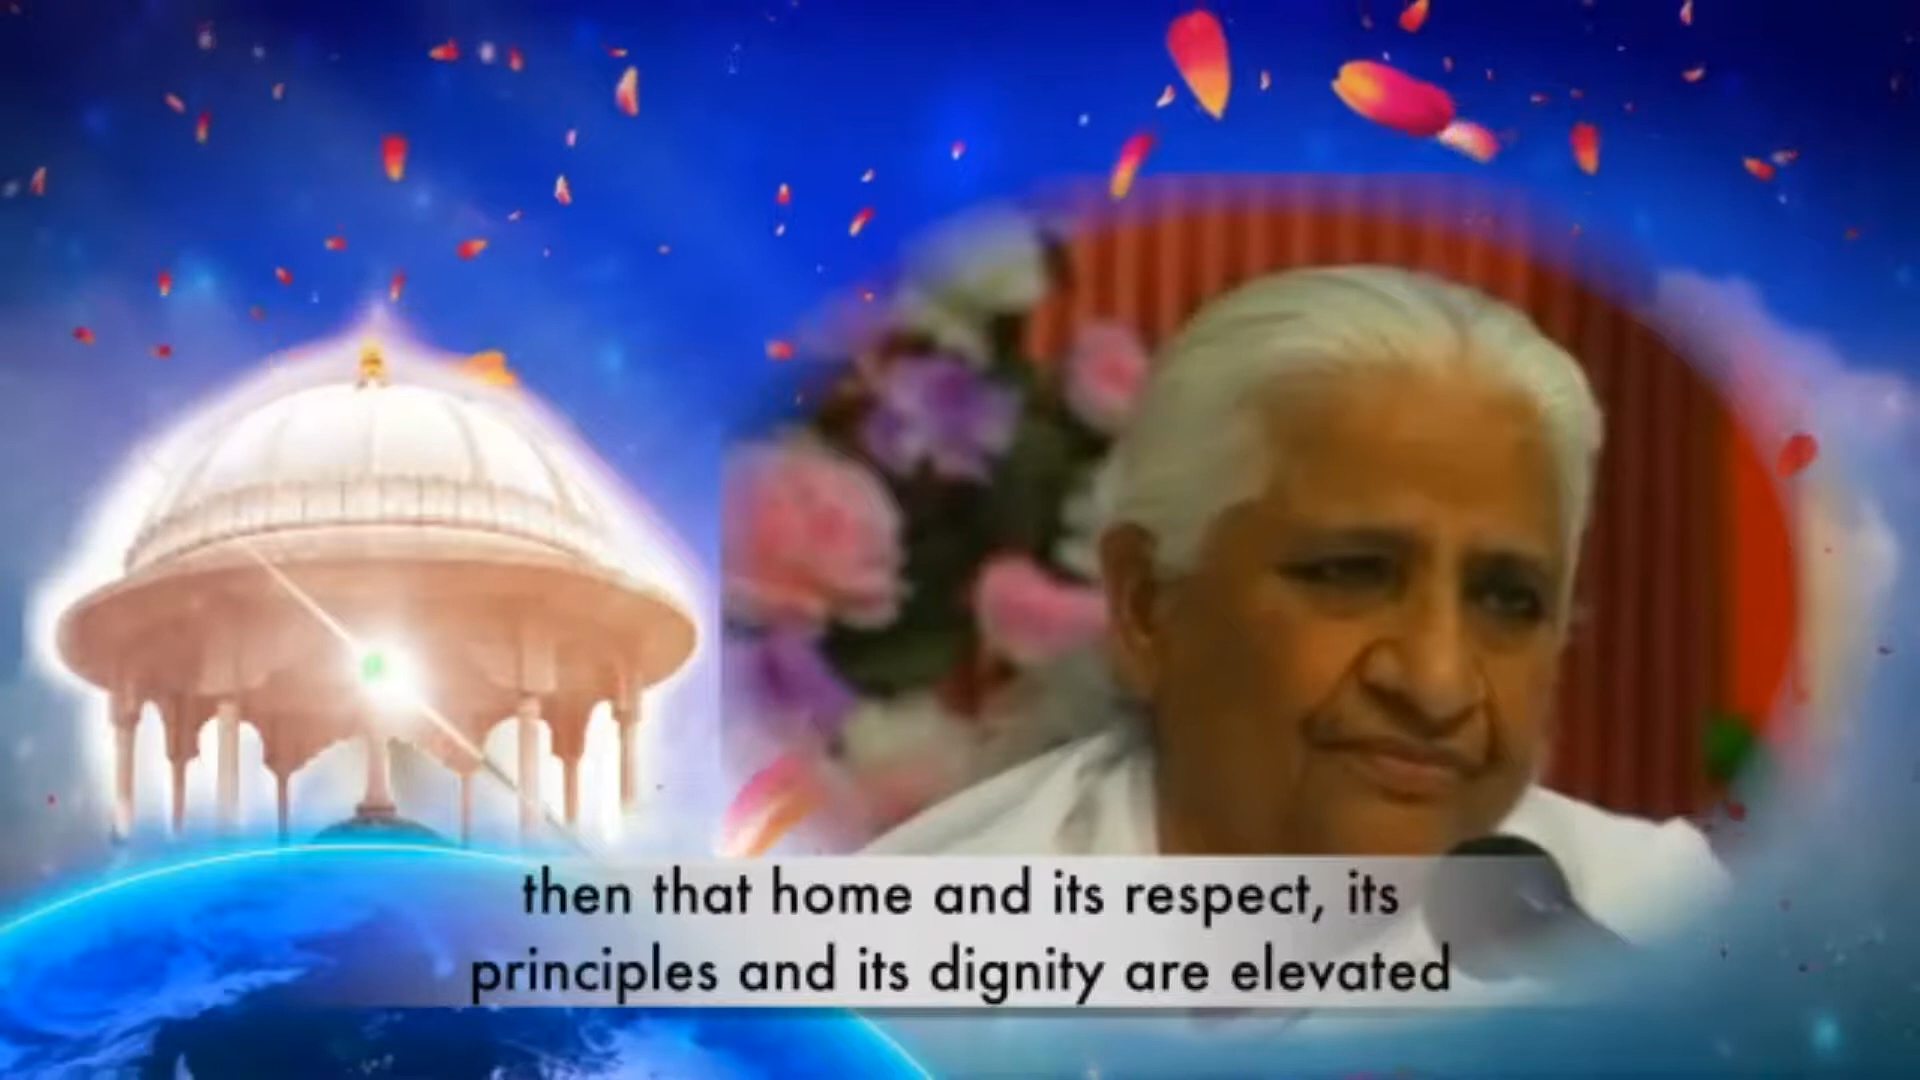 then that home and its respect, its
principles and its dignity are elevated